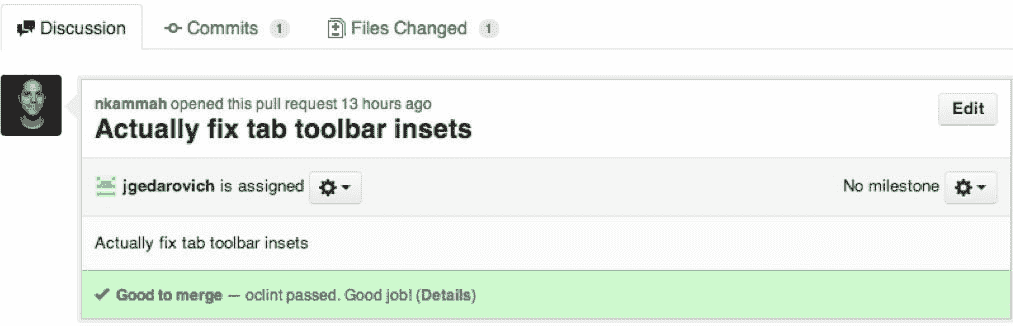 Discussion Commits 1 Files Changed 1
nkammah opened this pull request 13 hours ago
Edit
Actually fix tab toolbar insets
jgedarovich is assigned No milestone
Actually fix tab toolbar insets
Good to merge — oclint passed. Good job! (Details)